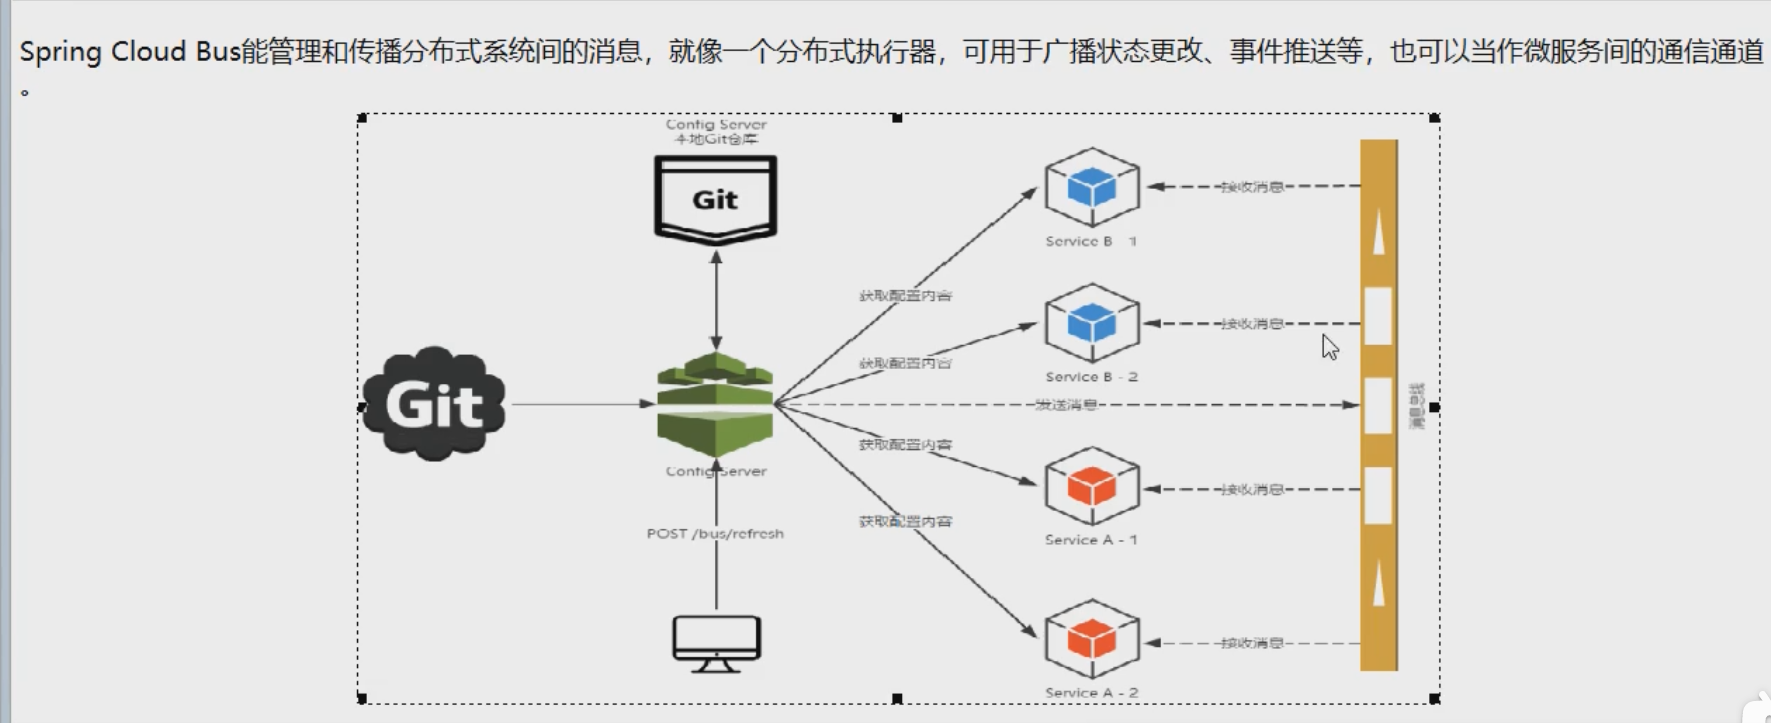 Spring Cloud Bus能管理和传播分布式系统间的消息，就像一个分布式执行器，可用于广播状态更改、事件推送等，也可以当作微服务间的通信通道
。
Config Server
本地Git仓库
Git
接收消息
Service B - 1
获取配置内容
接收消息
获取配置内容
Service B - 2
Git
发送消息
消息总线
获取配置内容
Config Server
接收消息
获取配置内容
POST /bus/refresh
Service A - 1
接收消息
Service A - 2